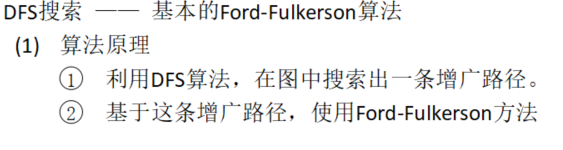 DFS搜索 —— 基本的Ford-Fulkerson算法
(1) 算法原理
① 利用DFS算法，在图中搜索出一条增广路径。
② 基于这条增广路径，使用Ford-Fulkerson方法